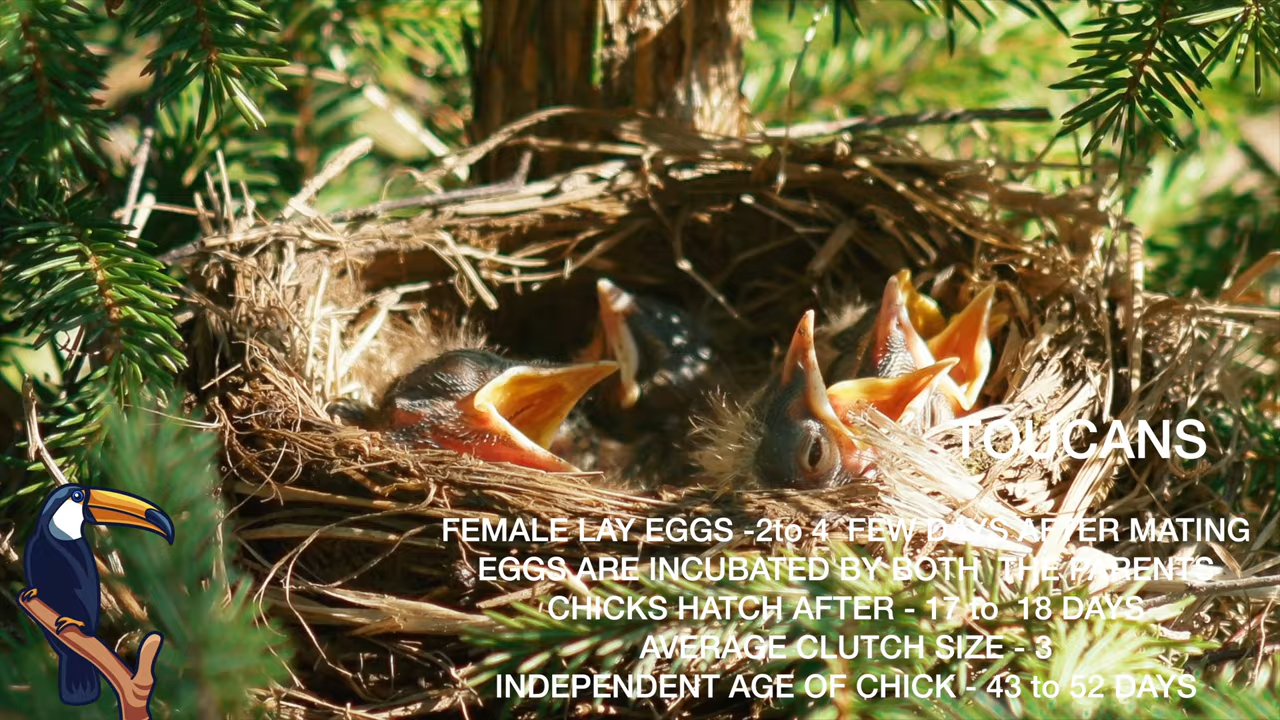 TOUCANS
FEMALE LAY EGGS -2to 4  FEW DAYS AFTER MATING
EGGS ARE INCUBATED BY BOTH  THE PARENTS
CHICKS HATCH AFTER - 17 to  18 DAYS
AVERAGE CLUTCH SIZE - 3
INDEPENDENT AGE OF CHICK - 43 to 52 DAYS